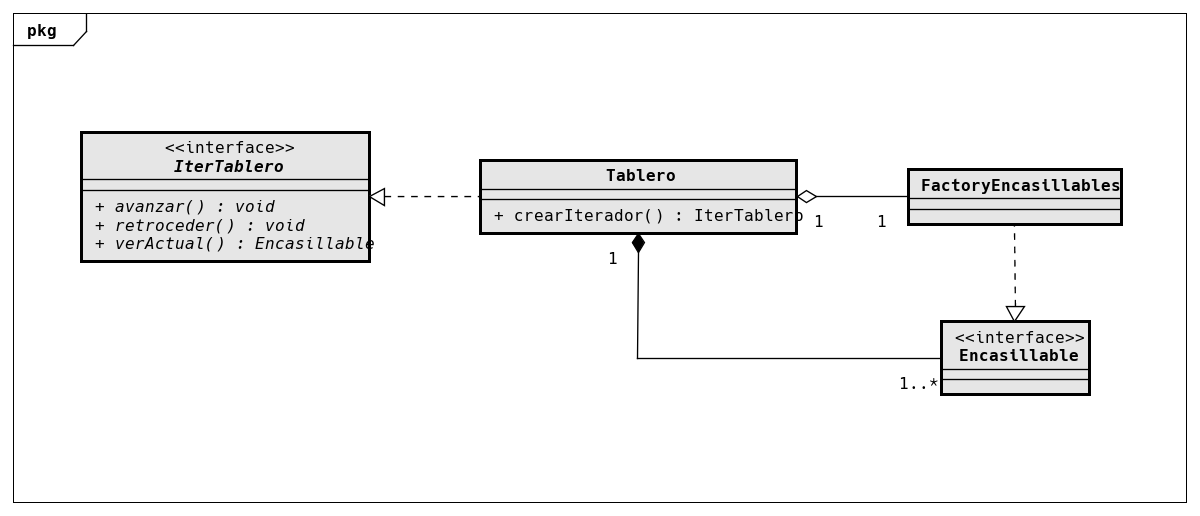 pkg
<<interface>>
IterTablero
+ avanzar() : void
+ retroceder() : void
+ verActual() : Encasillable
Tablero
+ crearIterador() : IterTablero
1
1
FactoryEncasillables
1
<<interface>>
Encasillable
1..*